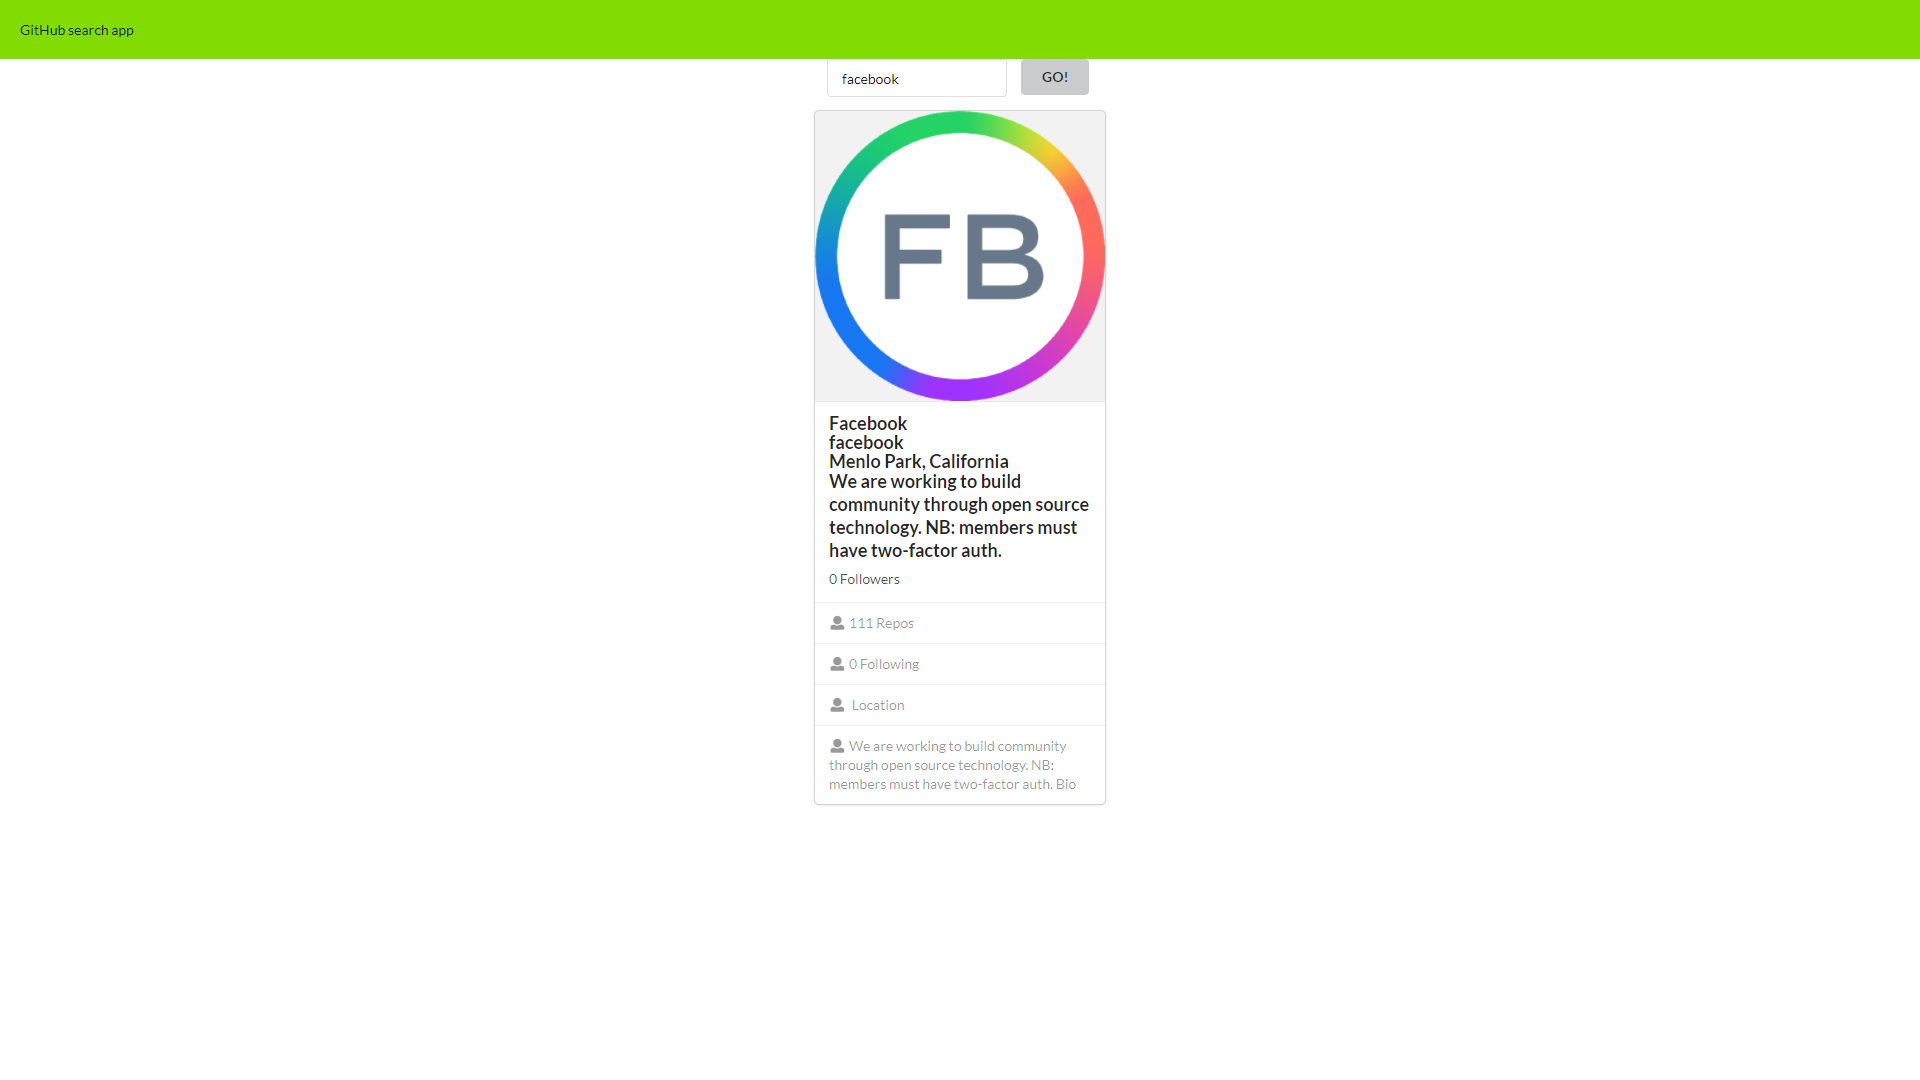 GitHub search app
facebook GO!
FB
Facebook
facebook
Menlo Park, California
We are working to build
community through open source
technology. NB: members must
have two-factor auth.
0 Followers
111 Repos
0 Following
Location
We are working to build community
through open source technology. NB:
members must have two-factor auth. Bio